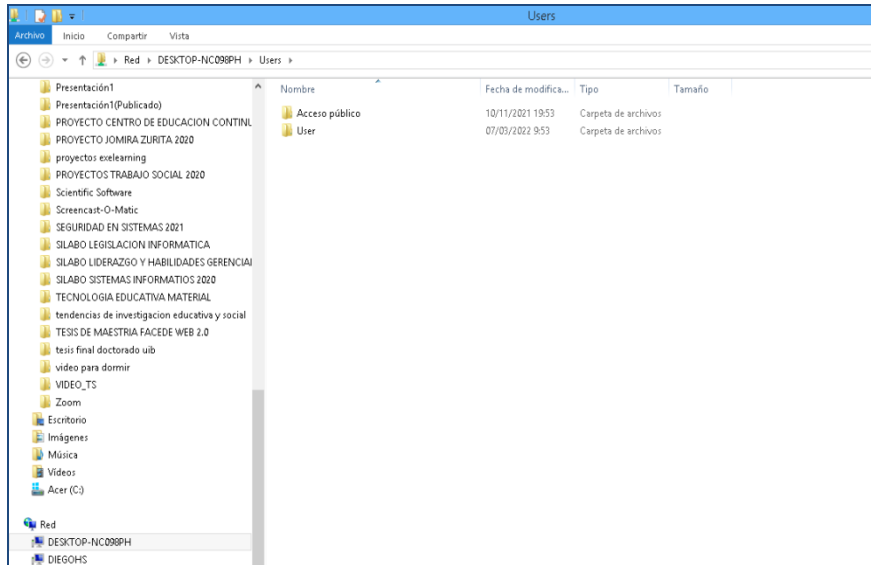 Users
Archivo Inicio Compartir Vista
Red DESKTOP-NC098PH Users
Presentación1
Presentación1(Publicado)
PROYECTO CENTRO DE EDUCACION CONTINU
PROYECTO JOMIRA ZURITA 2020
proyectos exelearning
PROYECTOS TRABAJO SOCIAL 2020
Scientific Software
Screencast-O-Matic
SEGURIDAD EN SISTEMAS 2021
SILABO LEGISLACION INFORMATICA
SILABO LIDERAZGO Y HABILIDADES GERENCIAI
SILABO SISTEMAS INFORMATIOS 2020
TECNOLOGIA EDUCATIVA MATERIAL
tendencias de investigacion educativa y social
TESIS DE MAESTRIA FACEDE WEB 2.0
tesis final doctorado uib
video para dormir
VIDEO_TS
Zoom
Escritorio
Imágenes
Música
Vídeos
Acer (C:)
Red
DESKTOP-NC098PH
DIEGOHS
Nombre Fecha de modifica... Tipo Tamaño
Acceso público 10/11/2021 19:53 Carpeta de archivos
User 07/03/2022 9:53 Carpeta de archivos